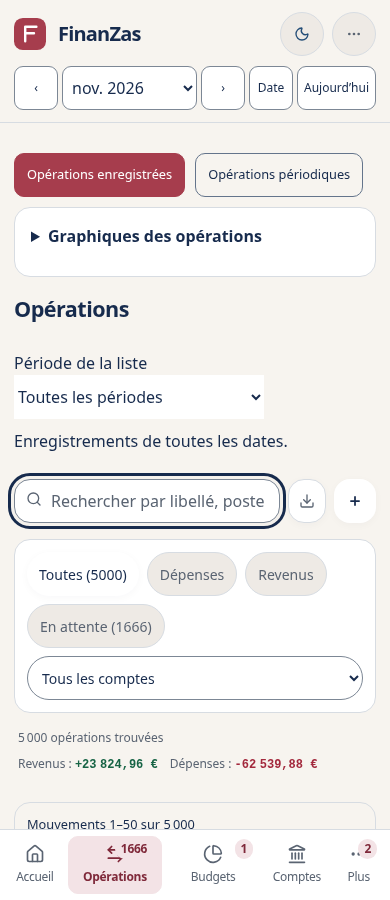 FinanZas
‹
nov. 2026
›
Date
Aujourd'hui
Opérations enregistrées
Opérations périodiques
▶ Graphiques des opérations
Opérations
Période de la liste
Toutes les périodes
Enregistrements de toutes les dates.
Rechercher par libellé, poste
+
Toutes (5000)
Dépenses
Revenus
En attente (1666)
Tous les comptes
5 000 opérations trouvées
Revenus : +23 824,96 € Dépenses : -62 539,88 €
Mouvements 1–50 sur 5 000
1666
1
2
Accueil
Opérations
Budgets
Comptes
Plus